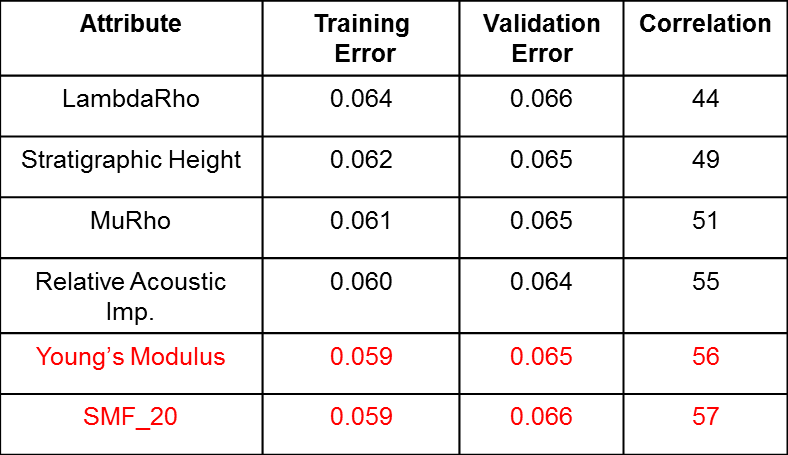 Attribute Training Error Validation Error Correlation
LambdaRho 0.064 0.066 44
Stratigraphic Height 0.062 0.065 49
MuRho 0.061 0.065 51
Relative Acoustic Imp. 0.060 0.064 55
Young’s Modulus 0.059 0.065 56
SMF_20 0.059 0.066 57